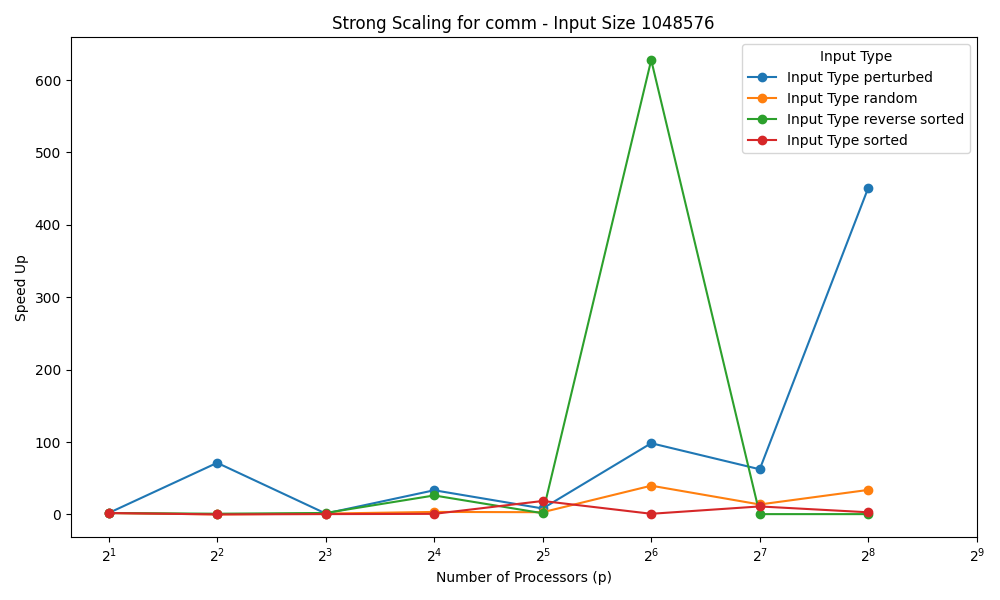 Strong Scaling for comm - Input Size 1048576
Input Type
Input Type perturbed
Input Type random
Input Type reverse sorted
Input Type sorted
Speed Up
600
500
400
300
200
100
0
2¹ 2² 2³ 2⁴ 2⁵ 2⁶ 2⁷ 2⁸ 2⁹
Number of Processors (p)